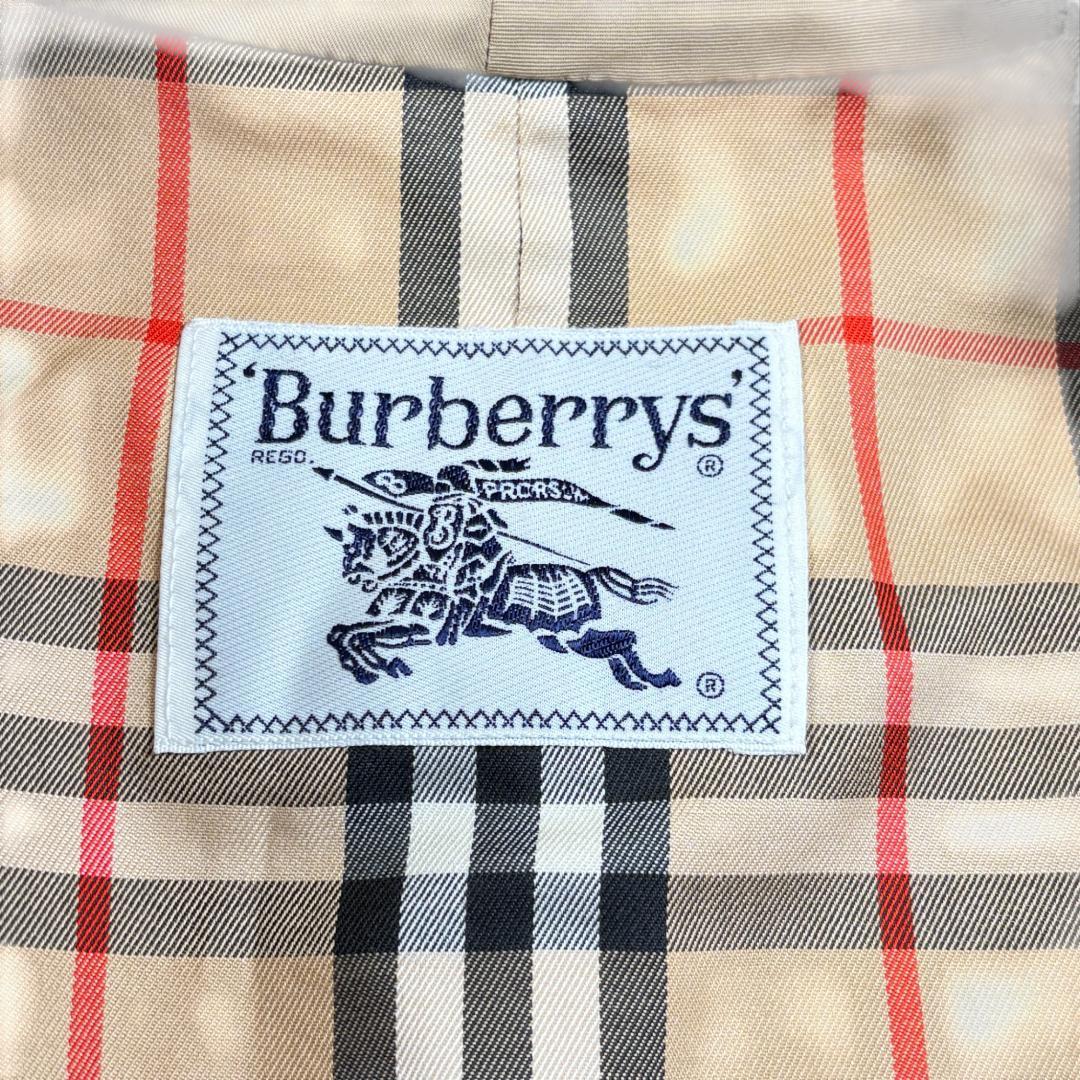 'Burberrys'
REGD. ®
B PRORSUM
B
®